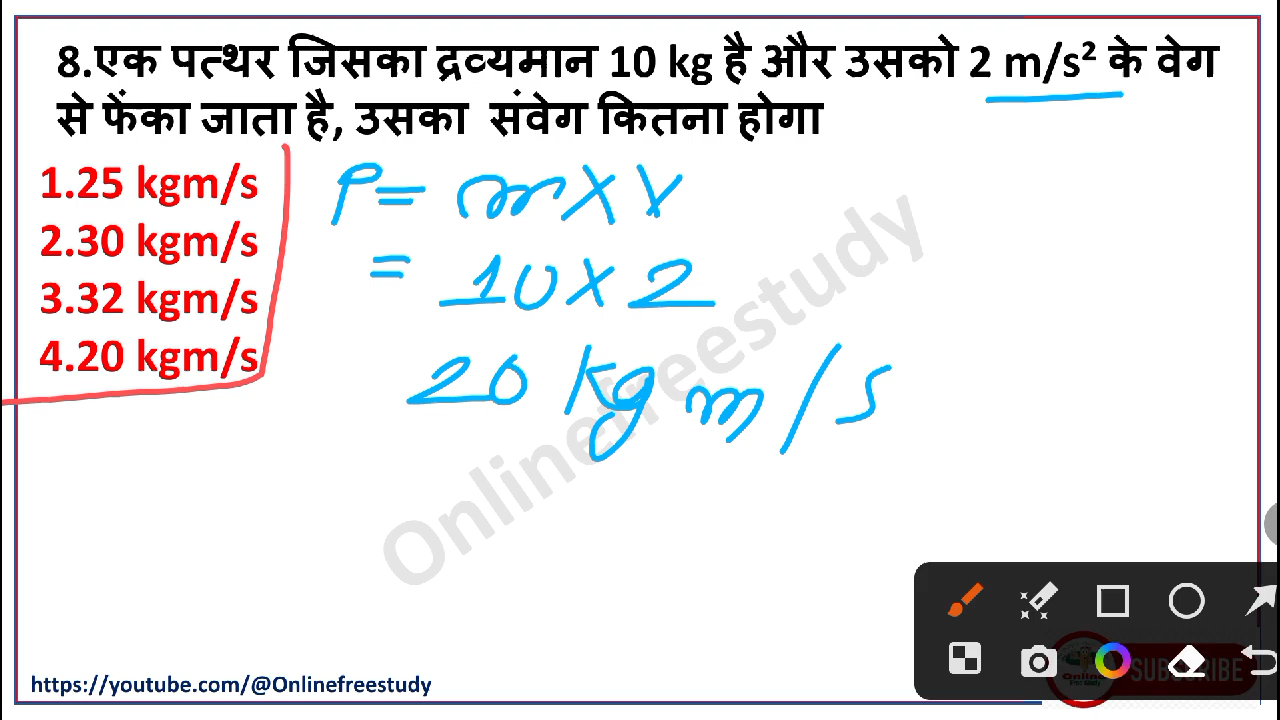 8.एक पत्थर जिसका द्रव्यमान 10 kg है और उसको 2 m/s² के वेग
से फेंका जाता है, उसका संवेग कितना होगा
1.25 kgm/s
2.30 kgm/s
3.32 kgm/s
4.20 kgm/s
P = m X V
= 10 X 2
20 kg m/s
Onlinefreestudy
https://youtube.com/@Onlinefreestudy
Online
SUBSCRIBE